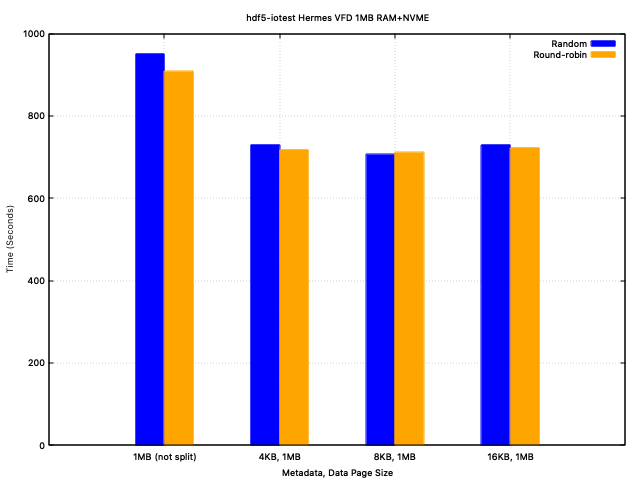 hdf5-iotest Hermes VFD 1MB RAM+NVME
Random
Round-robin
1000
800
600
400
200
0
Time (Seconds)
1MB (not split)
4KB, 1MB
8KB, 1MB
16KB, 1MB
Metadata, Data Page Size